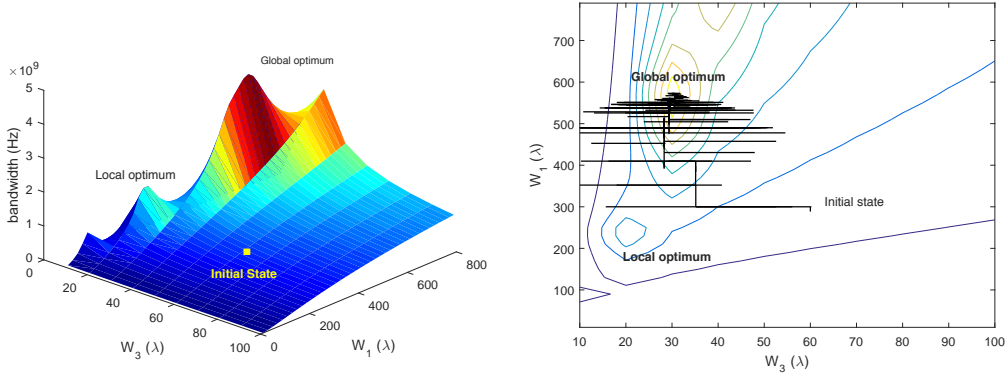 ×10⁹
Global optimum
5
4
3
2
1
0
bandwidth (Hz)
Local optimum
Initial State
0
20
40
60
80
100
W₃ (λ)
0
200
400
600
800
W₁ (λ)
700
600
500
400
300
200
100
W₁ (λ)
Global optimum
Initial state
Local optimum
10 20 30 40 50 60 70 80 90 100
W₃ (λ)